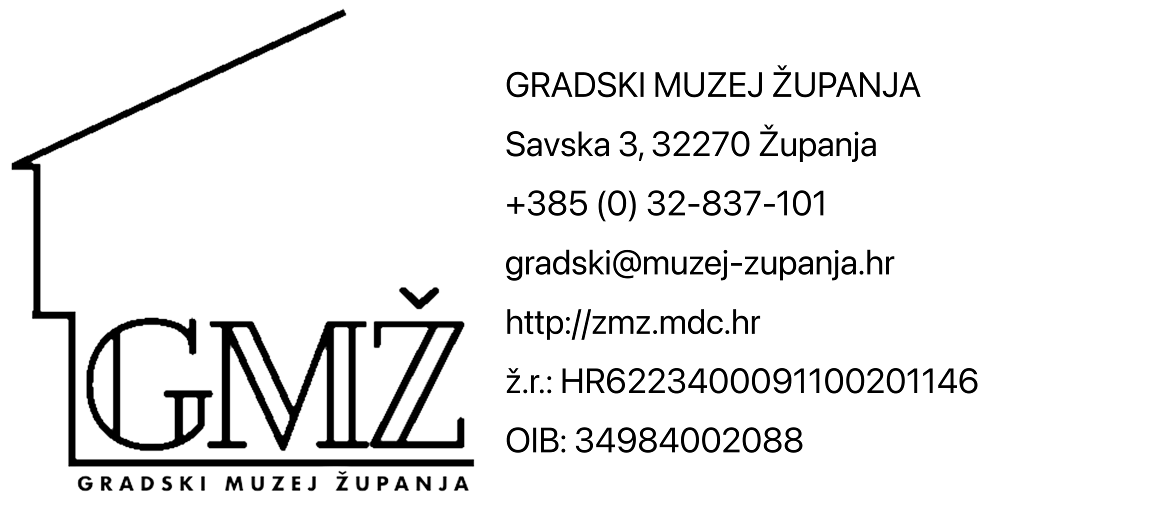 GMŽ
GRADSKI MUZEJ ŽUPANJA
GRADSKI MUZEJ ŽUPANJA
Savska 3, 32270 Županja
+385 (0) 32-837-101
gradski@muzej-zupanja.hr
http://zmz.mdc.hr
ž.r.: HR6223400091100201146
OIB: 34984002088